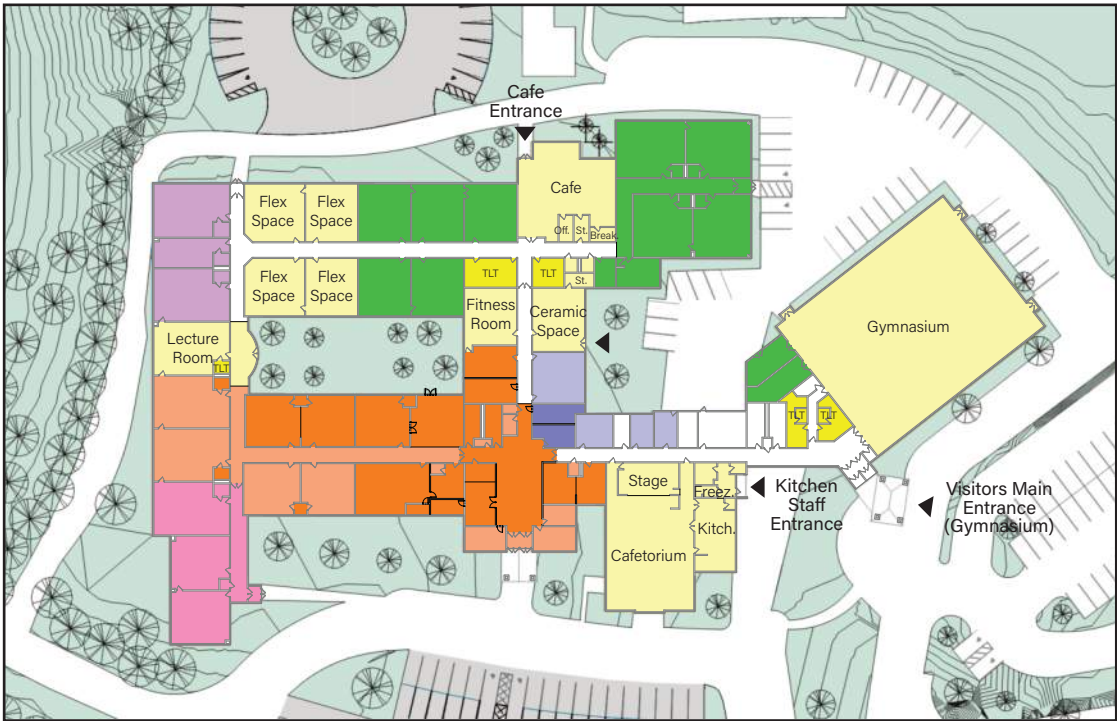 Cafe
Entrance
Cafe
Flex
Space
Flex
Space
Off.
St.
Break
Flex
Space
Flex
Space
TLT
TLT
St.
Fitness
Room
Ceramic
Space
Lecture
Room
TLT
Gymnasium
TLT
TLT
Stage
Freez.
Kitch.
Cafetorium
Kitchen
Staff
Entrance
Visitors Main
Entrance
(Gymnasium)